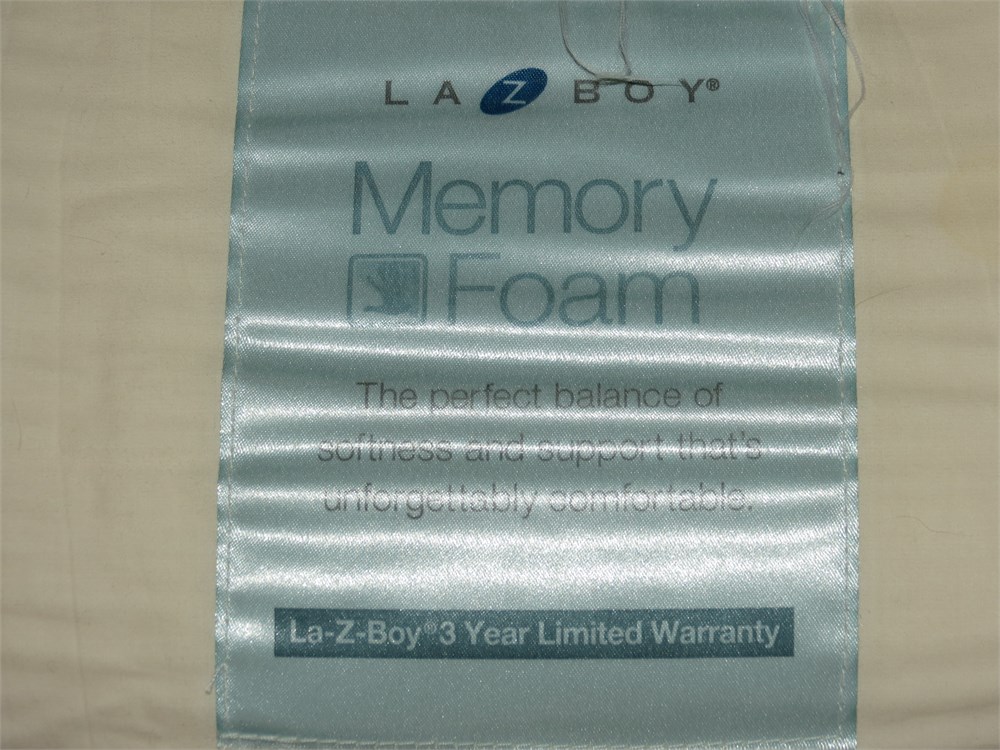 LA Z BOY®
Memory
Foam
The perfect balance of
softness and support that's
unforgettably comfortable.
La-Z-Boy® 3 Year Limited Warranty